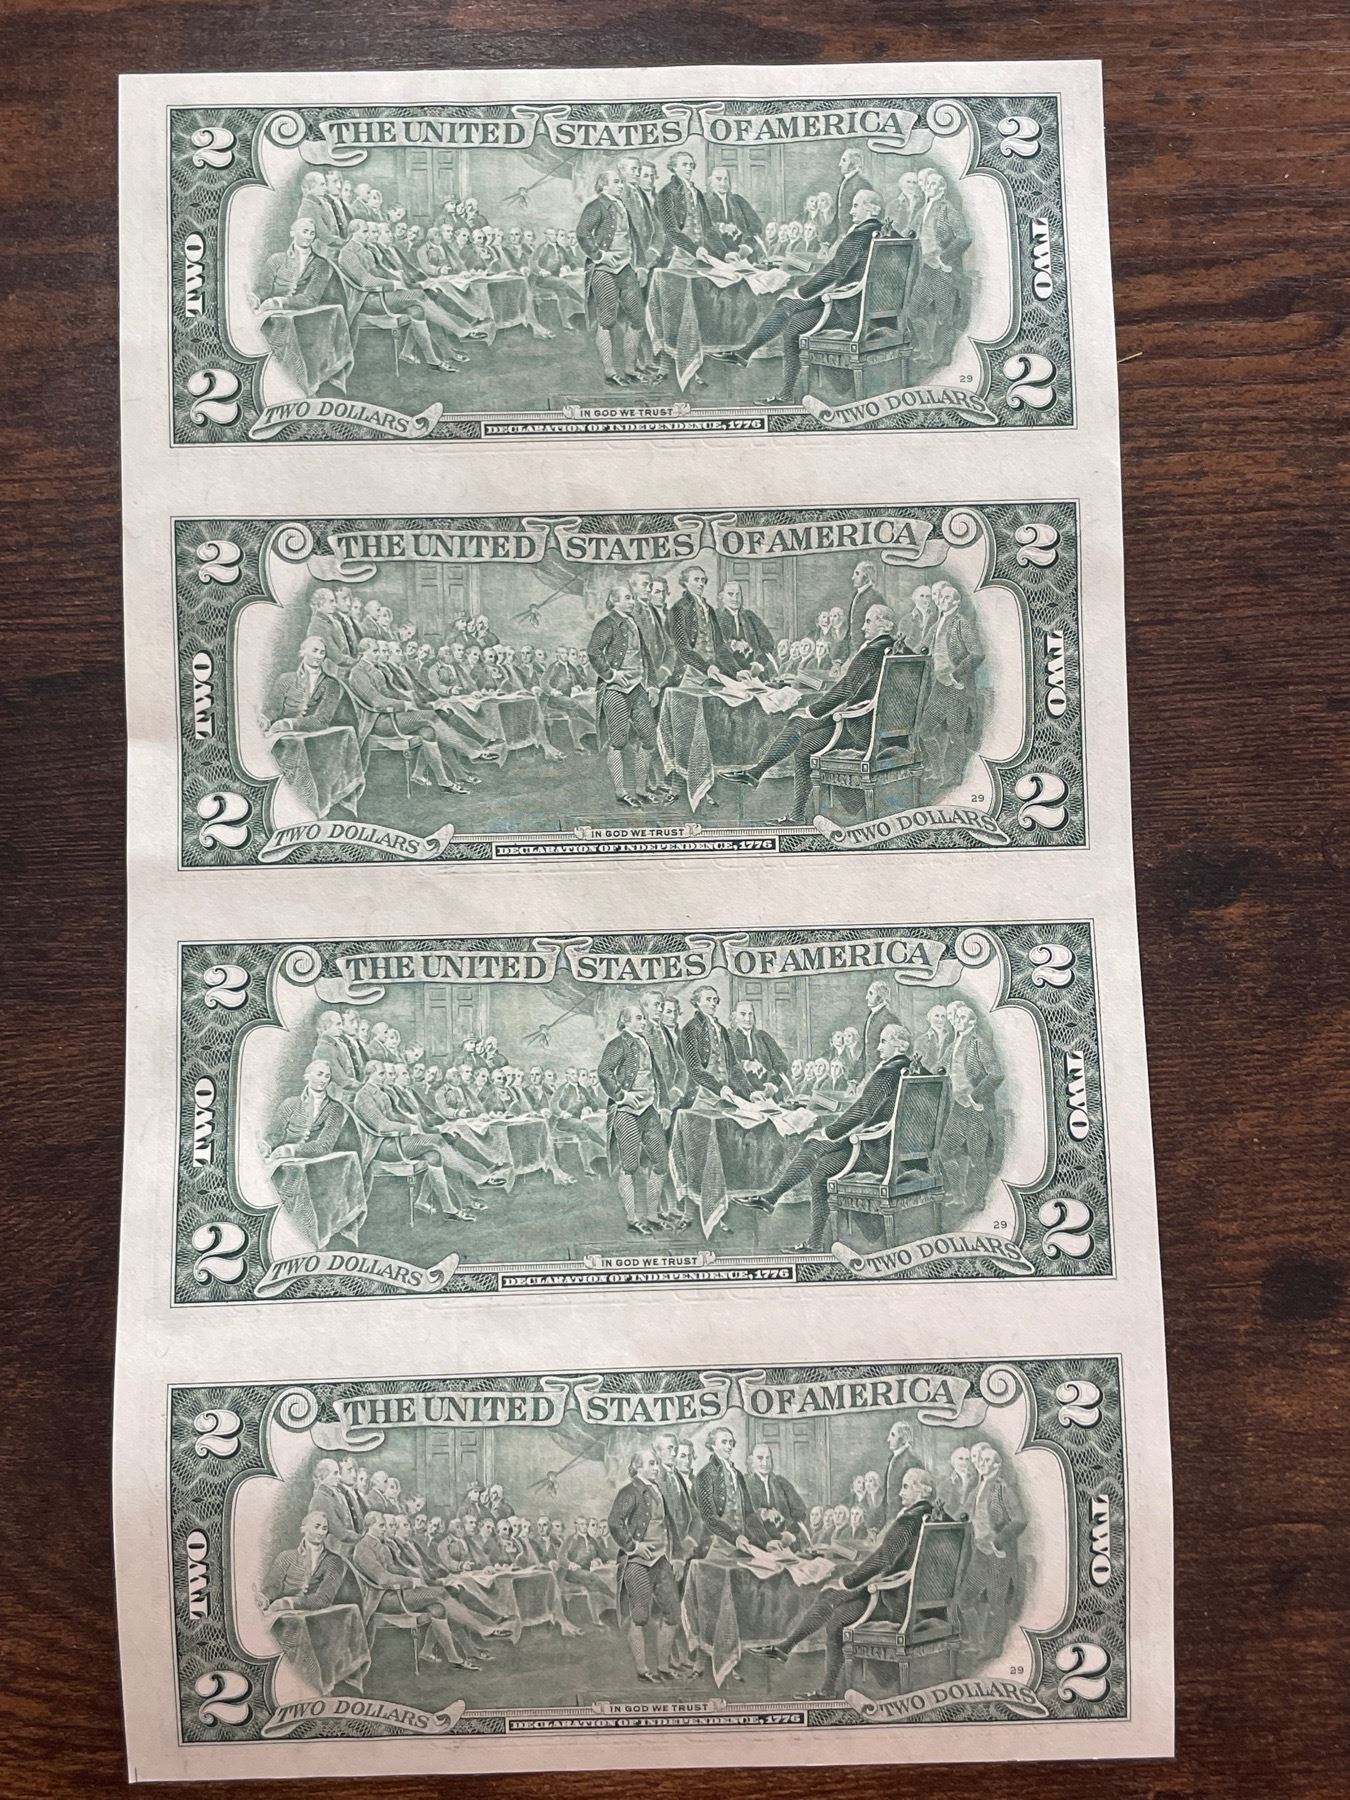 2 THE UNITED STATES OF AMERICA 2
TWO TWO
29
2 TWO DOLLARS IN GOD WE TRUST TWO DOLLARS 2
DECLARATION OF INDEPENDENCE, 1776
2 THE UNITED STATES OF AMERICA 2
TWO TWO
29
2 TWO DOLLARS IN GOD WE TRUST TWO DOLLARS 2
DECLARATION OF INDEPENDENCE, 1776
2 THE UNITED STATES OF AMERICA 2
TWO TWO
29
2 TWO DOLLARS IN GOD WE TRUST TWO DOLLARS 2
DECLARATION OF INDEPENDENCE, 1776
2 THE UNITED STATES OF AMERICA 2
TWO TWO
29
2 TWO DOLLARS IN GOD WE TRUST TWO DOLLARS 2
DECLARATION OF INDEPENDENCE, 1776